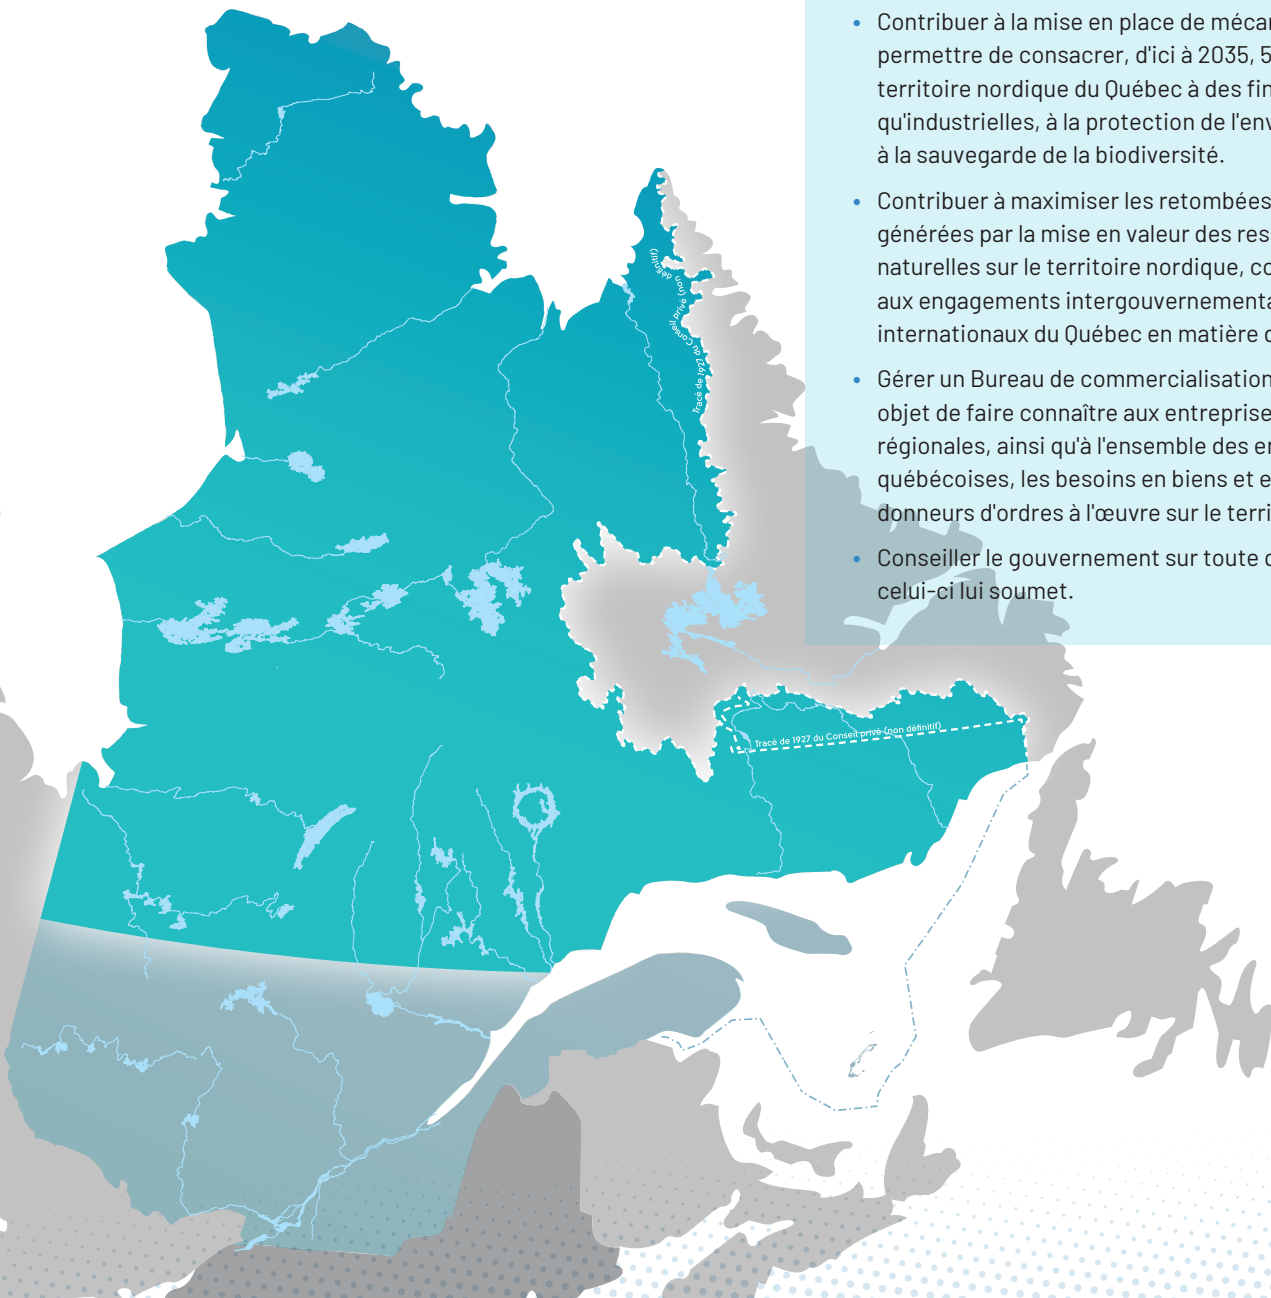 • Contribuer à la mise en place de méca
permettre de consacrer, d'ici à 2035, 5
territoire nordique du Québec à des fin
qu'industrielles, à la protection de l'env
à la sauvegarde de la biodiversité.
• Contribuer à maximiser les retombées
générées par la mise en valeur des res
naturelles sur le territoire nordique, co
aux engagements intergouvernementa
internationaux du Québec en matière d
• Gérer un Bureau de commercialisation
objet de faire connaître aux entreprise
régionales, ainsi qu'à l'ensemble des en
québécoises, les besoins en biens et e
donneurs d'ordres à l'œuvre sur le terri
• Conseiller le gouvernement sur toute q
celui-ci lui soumet.
Tracé de 1927 du Conseil privé (non définitif)
Tracé de 1927 du Conseil privé (non définitif)